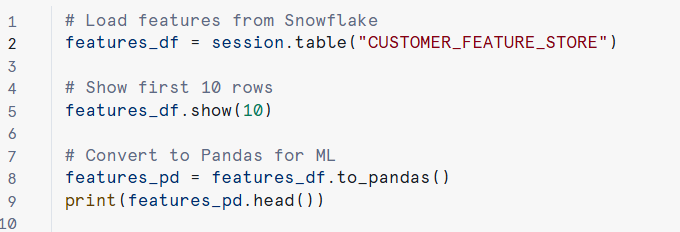 1 # Load features from Snowflake
2 features_df = session.table("CUSTOMER_FEATURE_STORE")
3
4 # Show first 10 rows
5 features_df.show(10)
6
7 # Convert to Pandas for ML
8 features_pd = features_df.to_pandas()
9 print(features_pd.head())
10